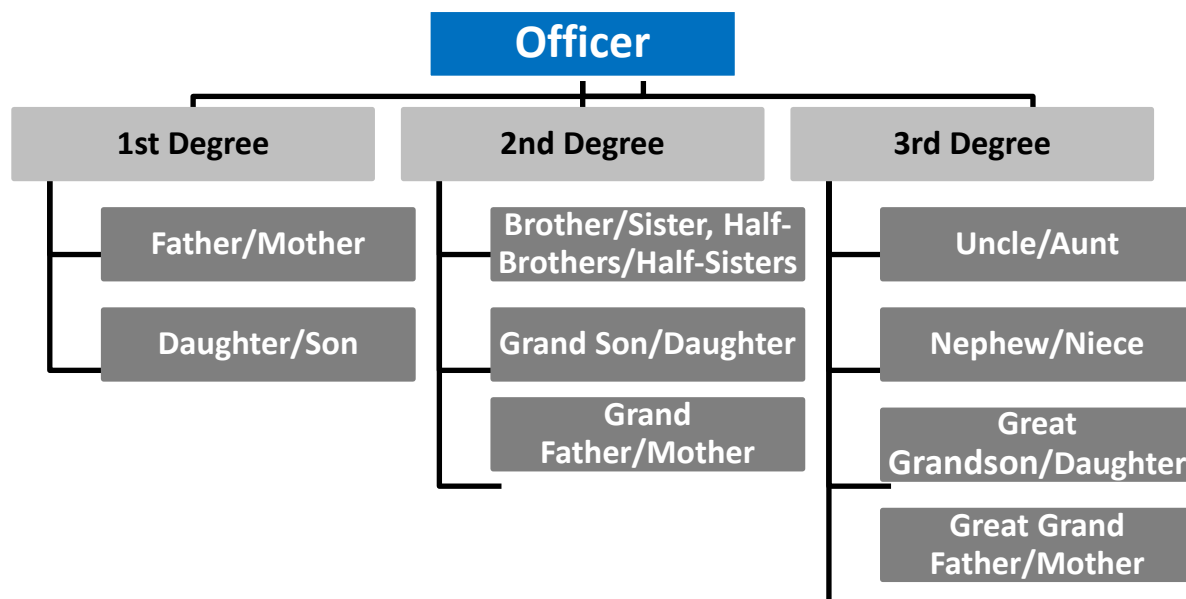 Officer
1st Degree
Father/Mother
Daughter/Son
2nd Degree
Brother/Sister, Half-
Brothers/Half-Sisters
Grand Son/Daughter
Grand
Father/Mother
3rd Degree
Uncle/Aunt
Nephew/Niece
Great
Grandson/Daughter
Great Grand
Father/Mother